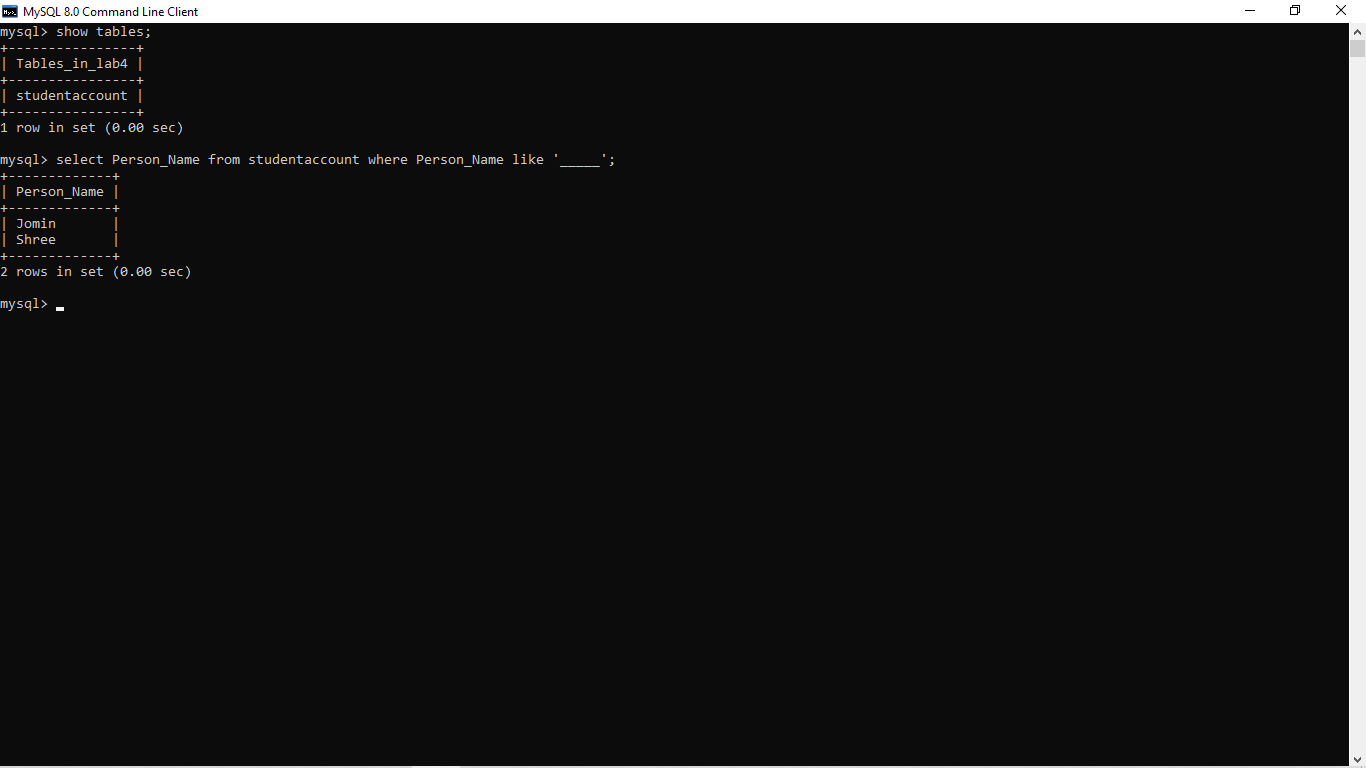 MySQL 8.0 Command Line Client
mysql> show tables;
+----------------+
| Tables_in_lab4 |
+----------------+
| studentaccount |
+----------------+
1 row in set (0.00 sec)
mysql> select Person_Name from studentaccount where Person_Name like '_____';
+-------------+
| Person_Name |
+-------------+
| Jomin       |
| Shree       |
+-------------+
2 rows in set (0.00 sec)
mysql>